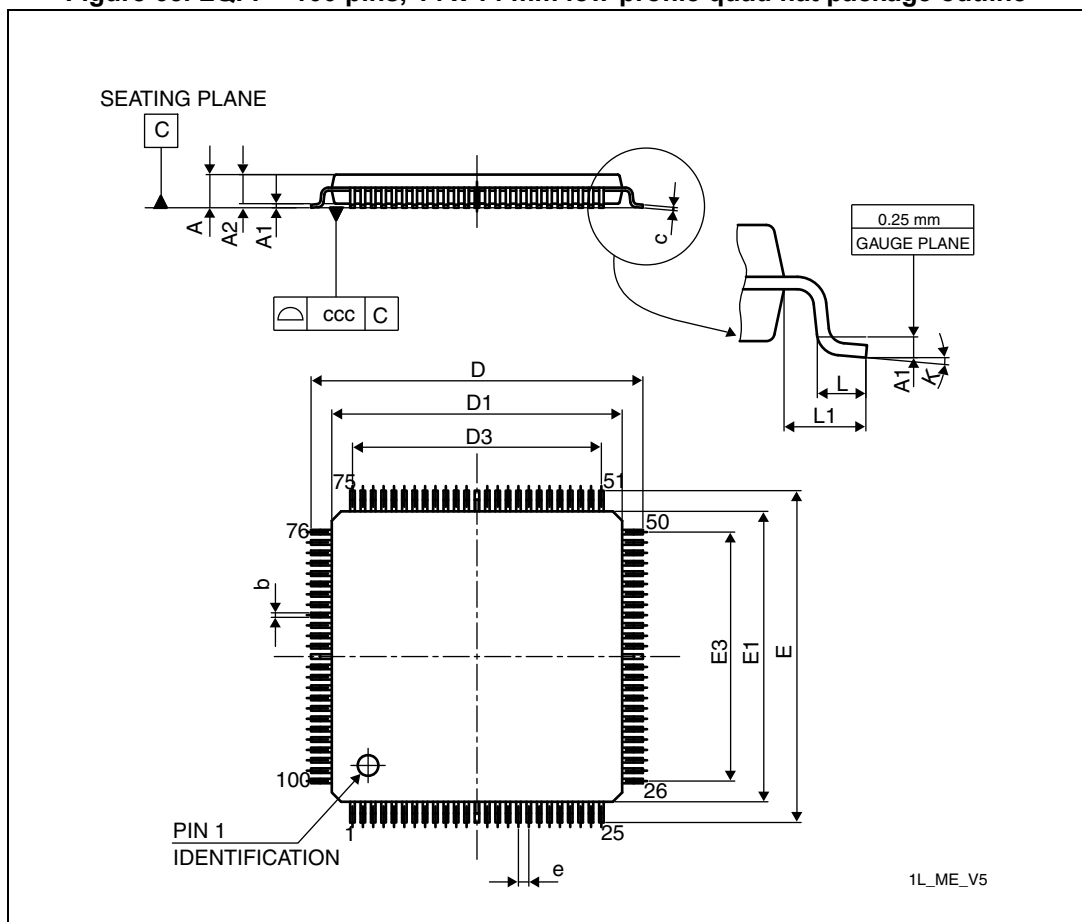 SEATING PLANE
C
A
A2
A1
c
ccc C
0.25 mm
GAUGE PLANE
A1
K
L
L1
D
D1
D3
75
51
76
50
b
E3
E1
E
100
26
PIN 1
IDENTIFICATION
1
25
e
1L_ME_V5